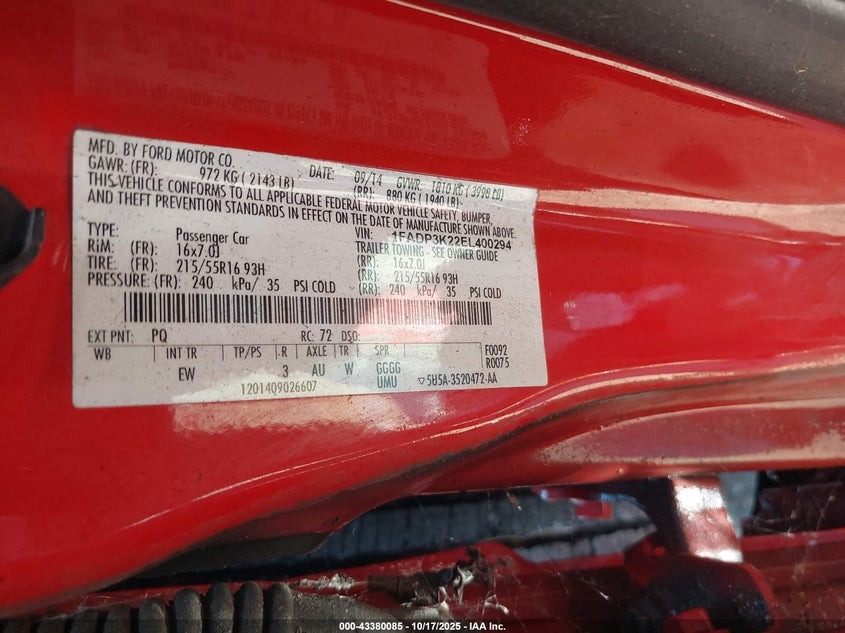 MFD. BY FORD MOTOR CO.
DATE: 09/14 GVWR: 1810 KG ( 3990 LB)
GAWR: (FR): 972 KG ( 2143 LB) (RR): 880 KG ( 1940 LB)
THIS VEHICLE CONFORMS TO ALL APPLICABLE FEDERAL MOTOR VEHICLE SAFETY, BUMPER,
AND THEFT PREVENTION STANDARDS IN EFFECT ON THE DATE OF MANUFACTURE SHOWN ABOVE.
VIN: 1FADP3K22EL400294
TYPE: Passenger Car TRAILER TOWING - SEE OWNER GUIDE
RIM: (FR) 16x7.0J (RR): 16x7.0J
TIRE: (FR) 215/55R16 93H (RR): 215/55R16 93H
PRESSURE: (FR): 240 kPa/ 35 PSI COLD (RR): 240 kPa/ 35 PSI COLD
EXT PNT: PQ RC: 72 DSO:
WB INT TR TP/PS R AXLE TR SPR
EW 3 AU W GGGG
UMU
F0092
R0075
1201409026607 5U5A-3520472-AA
000-43380085 - 10/17/2025 - IAA Inc.